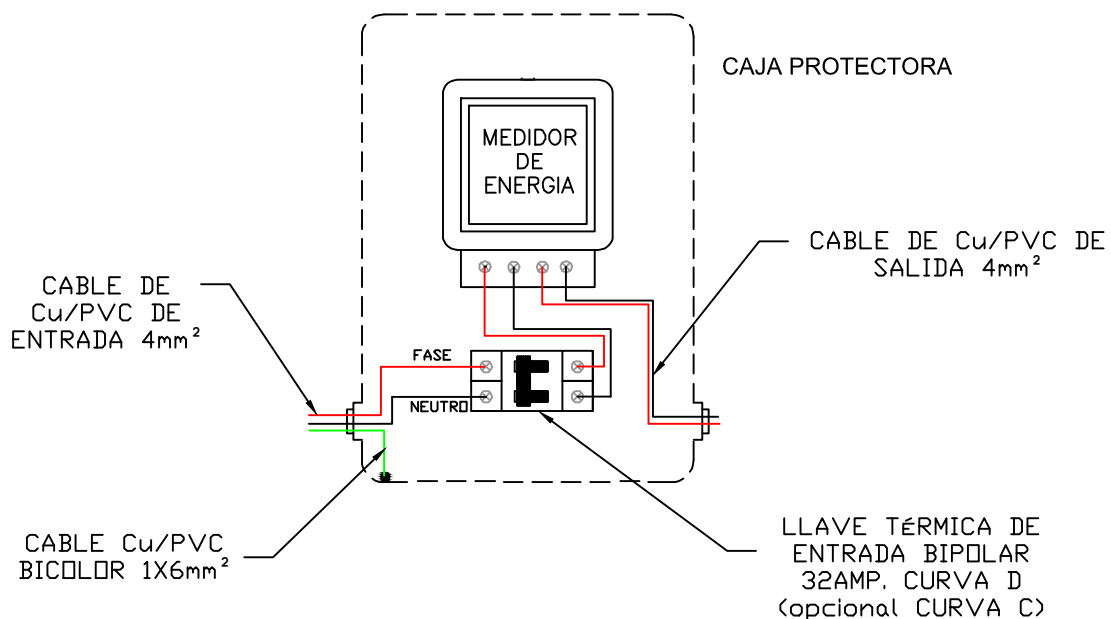 CAJA PROTECTORA
MEDIDOR
DE
ENERGIA
CABLE DE Cu/PVC DE
SALIDA 4mm²
CABLE DE
Cu/PVC DE
ENTRADA 4mm²
FASE
NEUTRO
CABLE Cu/PVC
BICOLOR 1X6mm²
LLAVE TéRMICA DE
ENTRADA BIPOLAR
32AMP. CURVA D
(opcional CURVA C)